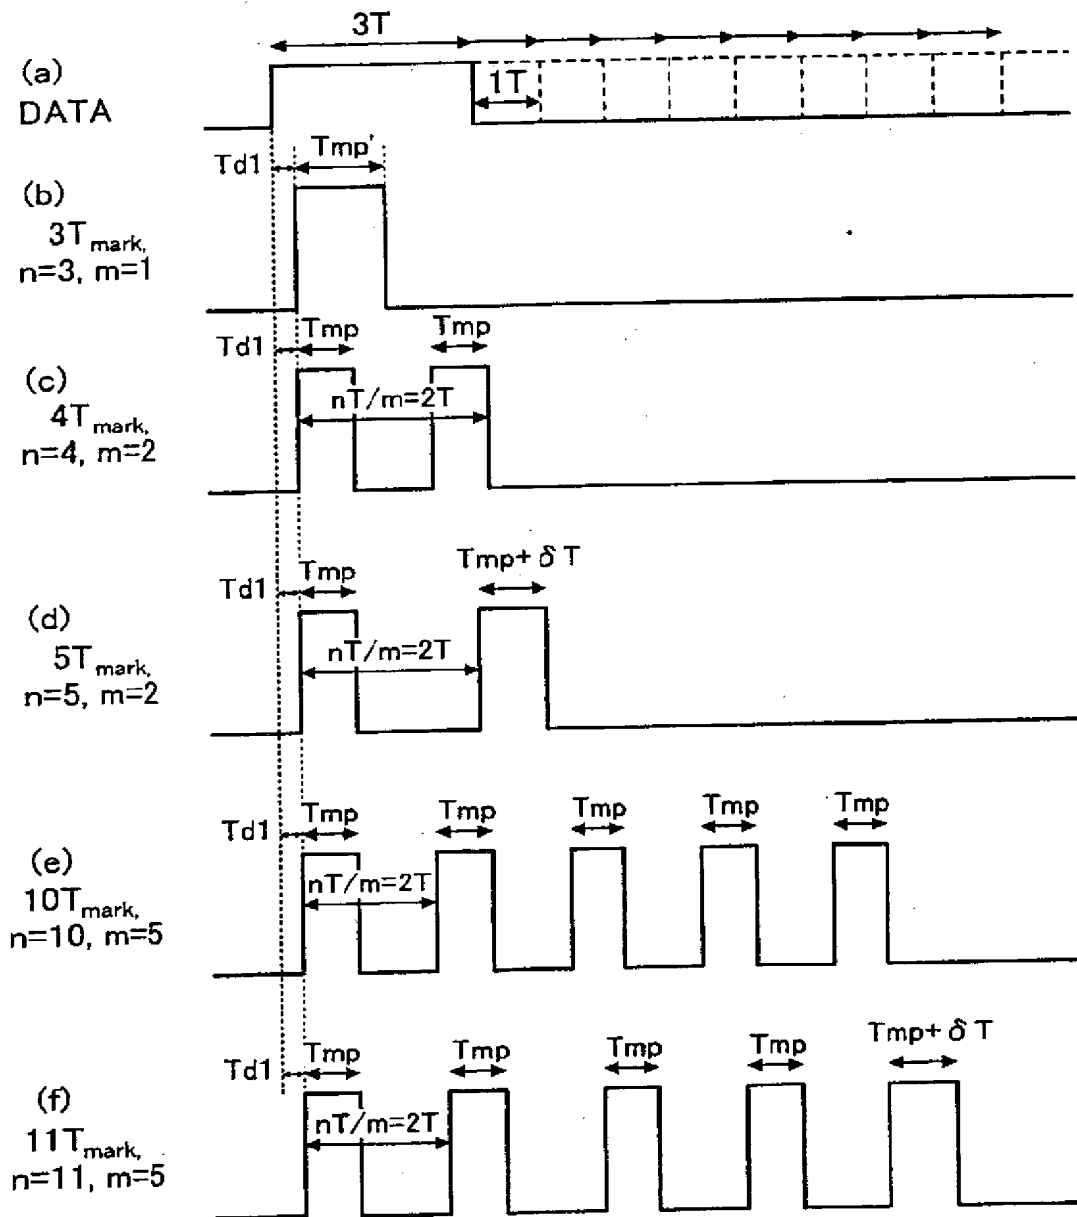 3T
(a)
DATA
1T
Td1 Tmp'
(b)
3Tmark,
n=3, m=1
Td1 Tmp Tmp
(c)
nT/m=2T
4Tmark,
n=4, m=2
Td1 Tmp Tmp+ δ T
(d)
nT/m=2T
5Tmark,
n=5, m=2
Td1 Tmp Tmp Tmp Tmp Tmp
(e)
nT/m=2T
10Tmark,
n=10, m=5
Td1 Tmp Tmp Tmp Tmp Tmp+ δ T
(f)
nT/m=2T
11Tmark,
n=11, m=5